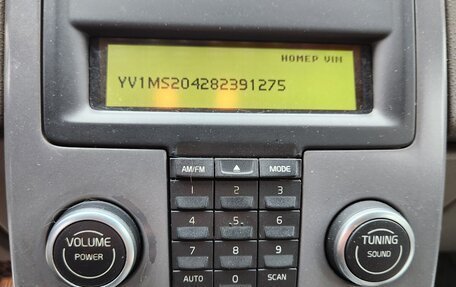 НОМЕР VIN
YV1MS204282391275
AM/FM
MODE
1 2 3
4 5 6
7 8 9
AUTO 0 SCAN
VOLUME
POWER
TUNING
SOUND